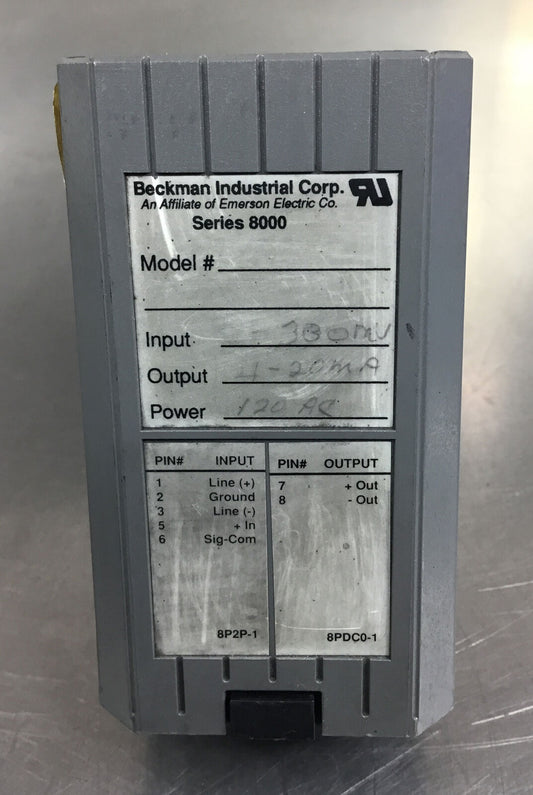 Beckman Industrial Corp.
An Affiliate of Emerson Electric Co.
Series 8000
Model #
Input -300mV
Output 4-20mA
Power 120 AC
PIN# INPUT
1 Line (+)
2 Ground
3 Line (-)
5 + In
6 Sig-Com
8P2P-1
PIN# OUTPUT
7 + Out
8 - Out
8PDC0-1